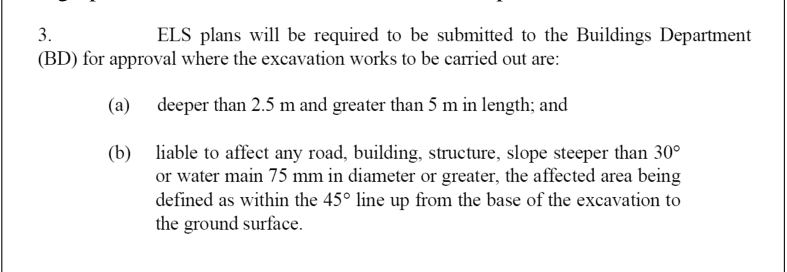 3. ELS plans will be required to be submitted to the Buildings Department
(BD) for approval where the excavation works to be carried out are:
(a) deeper than 2.5 m and greater than 5 m in length; and
(b) liable to affect any road, building, structure, slope steeper than 30°
or water main 75 mm in diameter or greater, the affected area being
defined as within the 45° line up from the base of the excavation to
the ground surface.